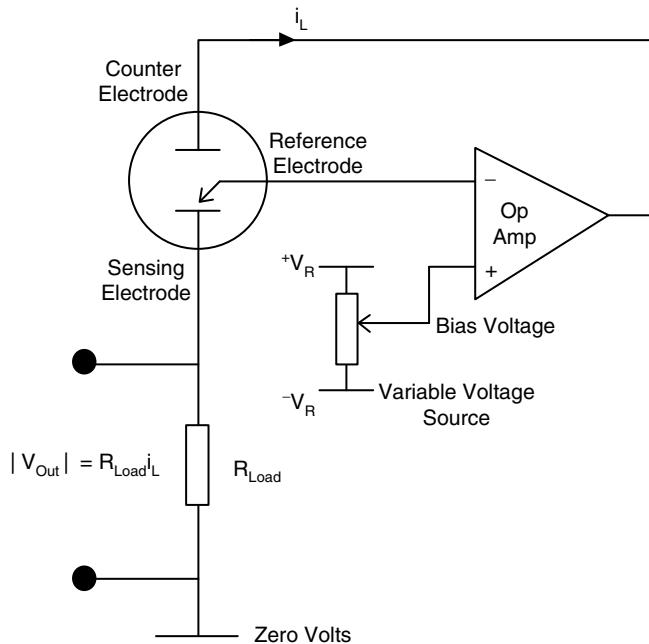 i_L
Counter
Electrode
Reference
Electrode
−
Op
Amp
+
Sensing
Electrode
⁺V_R
Bias Voltage
⁻V_R
Variable Voltage
Source
| V_Out | = R_Load i_L
R_Load
Zero Volts